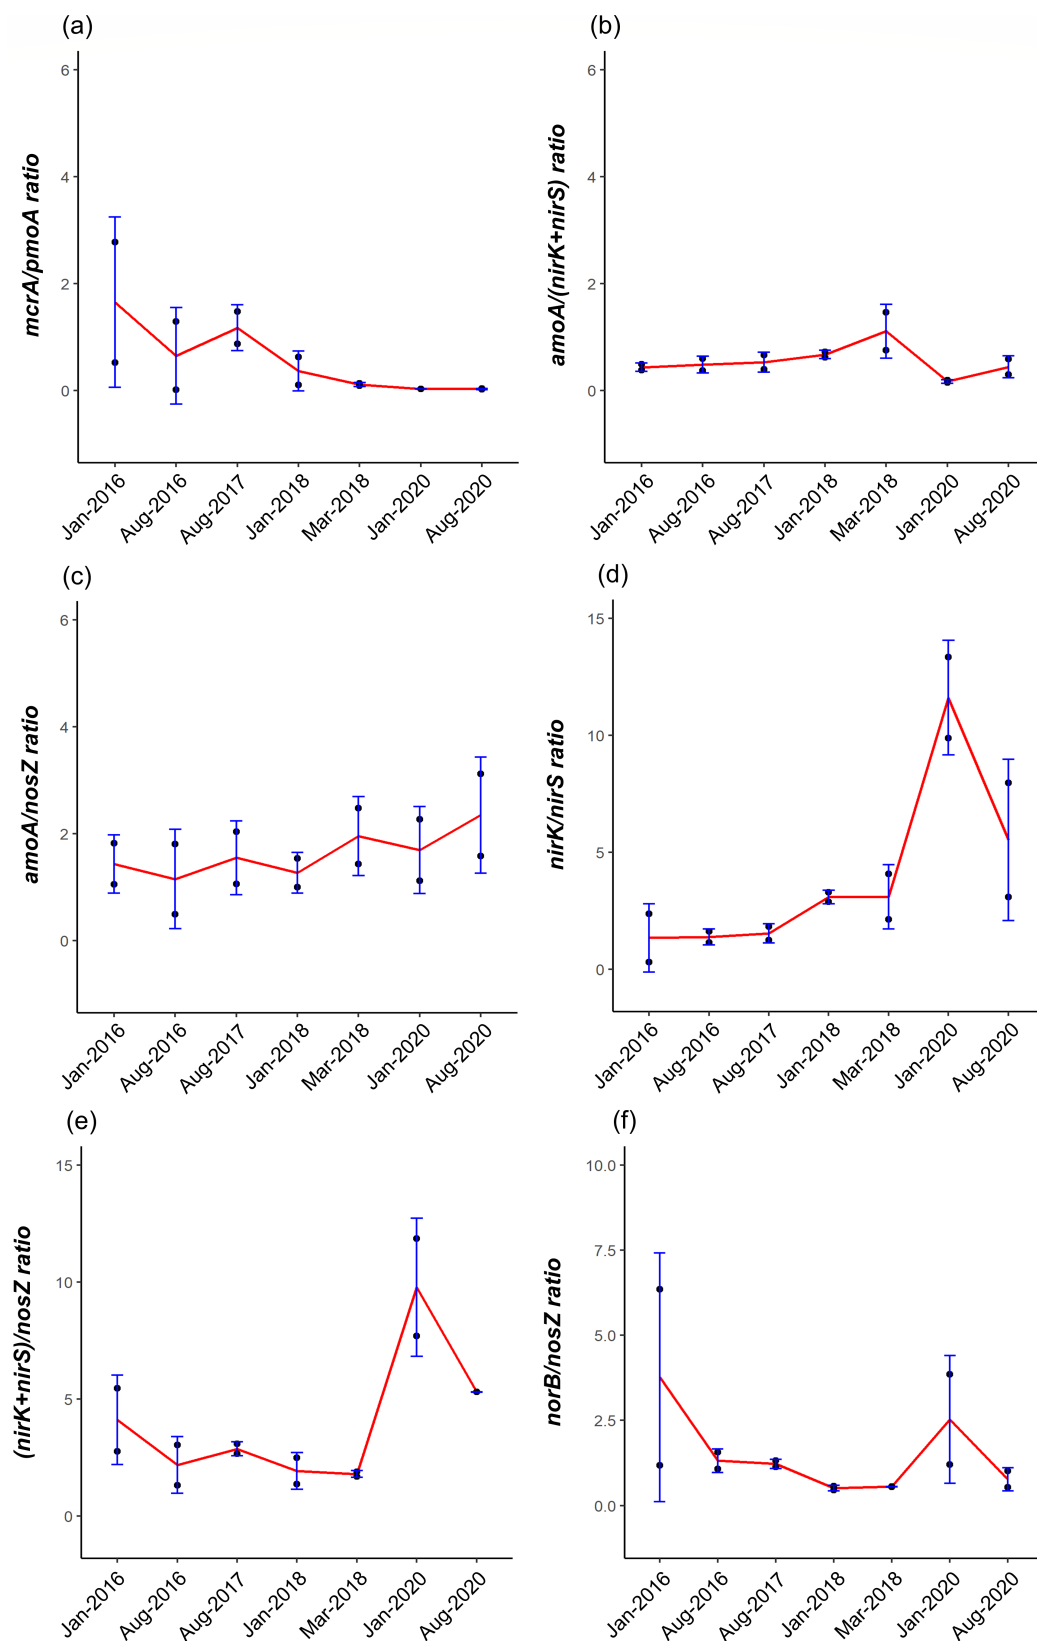 (a)
mcrA/pmoA ratio
6
4
2
0
Jan-2016
Aug-2016
Aug-2017
Jan-2018
Mar-2018
Jan-2020
Aug-2020
(b)
amoA/(nirK+nirS) ratio
6
4
2
0
Jan-2016
Aug-2016
Aug-2017
Jan-2018
Mar-2018
Jan-2020
Aug-2020
(c)
amoA/nosZ ratio
6
4
2
0
Jan-2016
Aug-2016
Aug-2017
Jan-2018
Mar-2018
Jan-2020
Aug-2020
(d)
nirK/nirS ratio
15
10
5
0
Jan-2016
Aug-2016
Aug-2017
Jan-2018
Mar-2018
Jan-2020
Aug-2020
(e)
(nirK+nirS)/nosZ ratio
15
10
5
0
Jan-2016
Aug-2016
Aug-2017
Jan-2018
Mar-2018
Jan-2020
Aug-2020
(f)
norB/nosZ ratio
10.0
7.5
5.0
2.5
0.0
Jan-2016
Aug-2016
Aug-2017
Jan-2018
Mar-2018
Jan-2020
Aug-2020